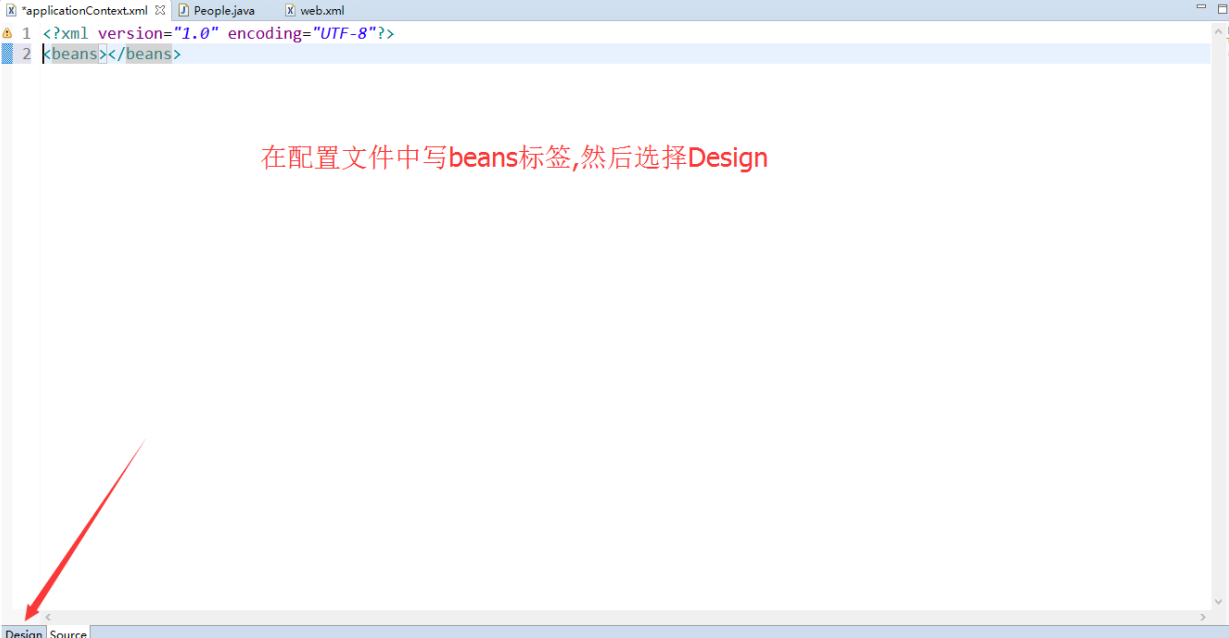 *applicationContext.xml People.java web.xml
1 <?xml version="1.0" encoding="UTF-8"?>
2 <beans></beans>
在配置文件中写beans标签,然后选择Design
Design Source